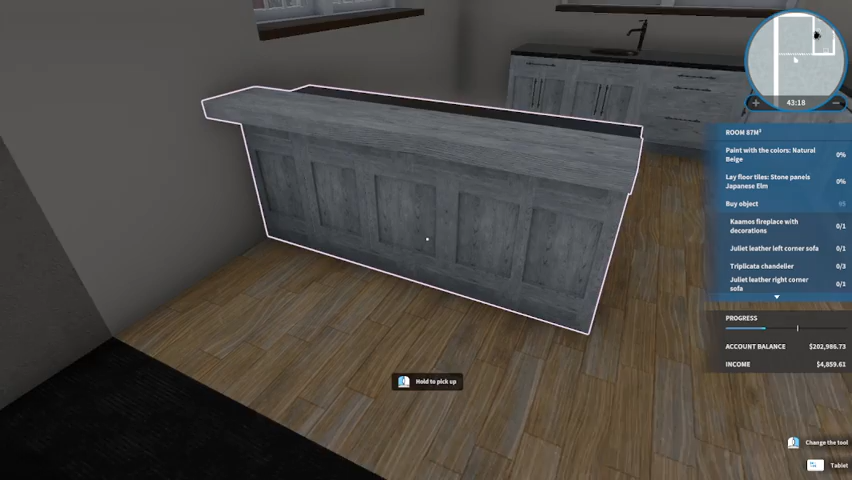 43:18
ROOM 87M²
Paint with the colors: Natural
Beige
0%
Lay floor tiles: Stone panels
Japanese Elm
0%
Buy object
Kaamos fireplace with
decorations
0/1
Juliet leather left corner sofa
0/1
Triplicata chandelier
0/3
Juliet leather right corner
sofa
0/1
PROGRESS
ACCOUNT BALANCE
$202,986.73
INCOME
$4,859.61
Hold to pick up
Change the tool
Tablet